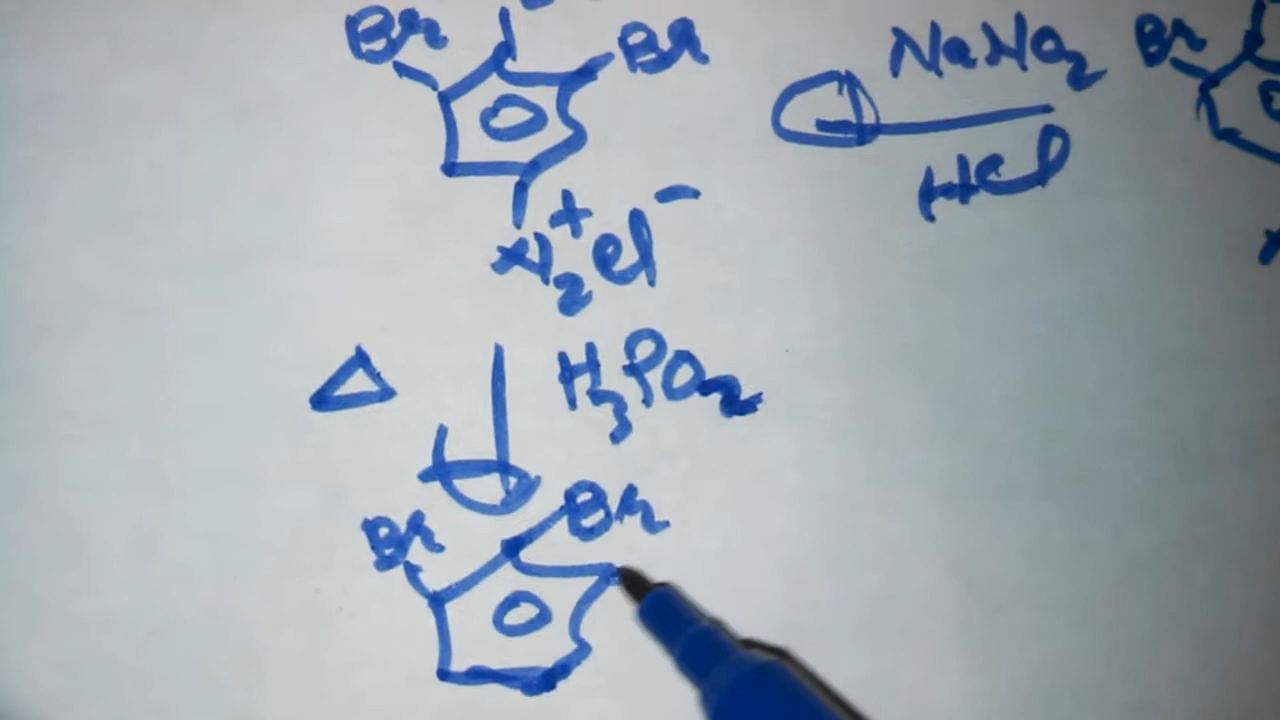 Br Br NaNO2 Br
HCl
N2+Cl-
Δ H3PO2
Br Br